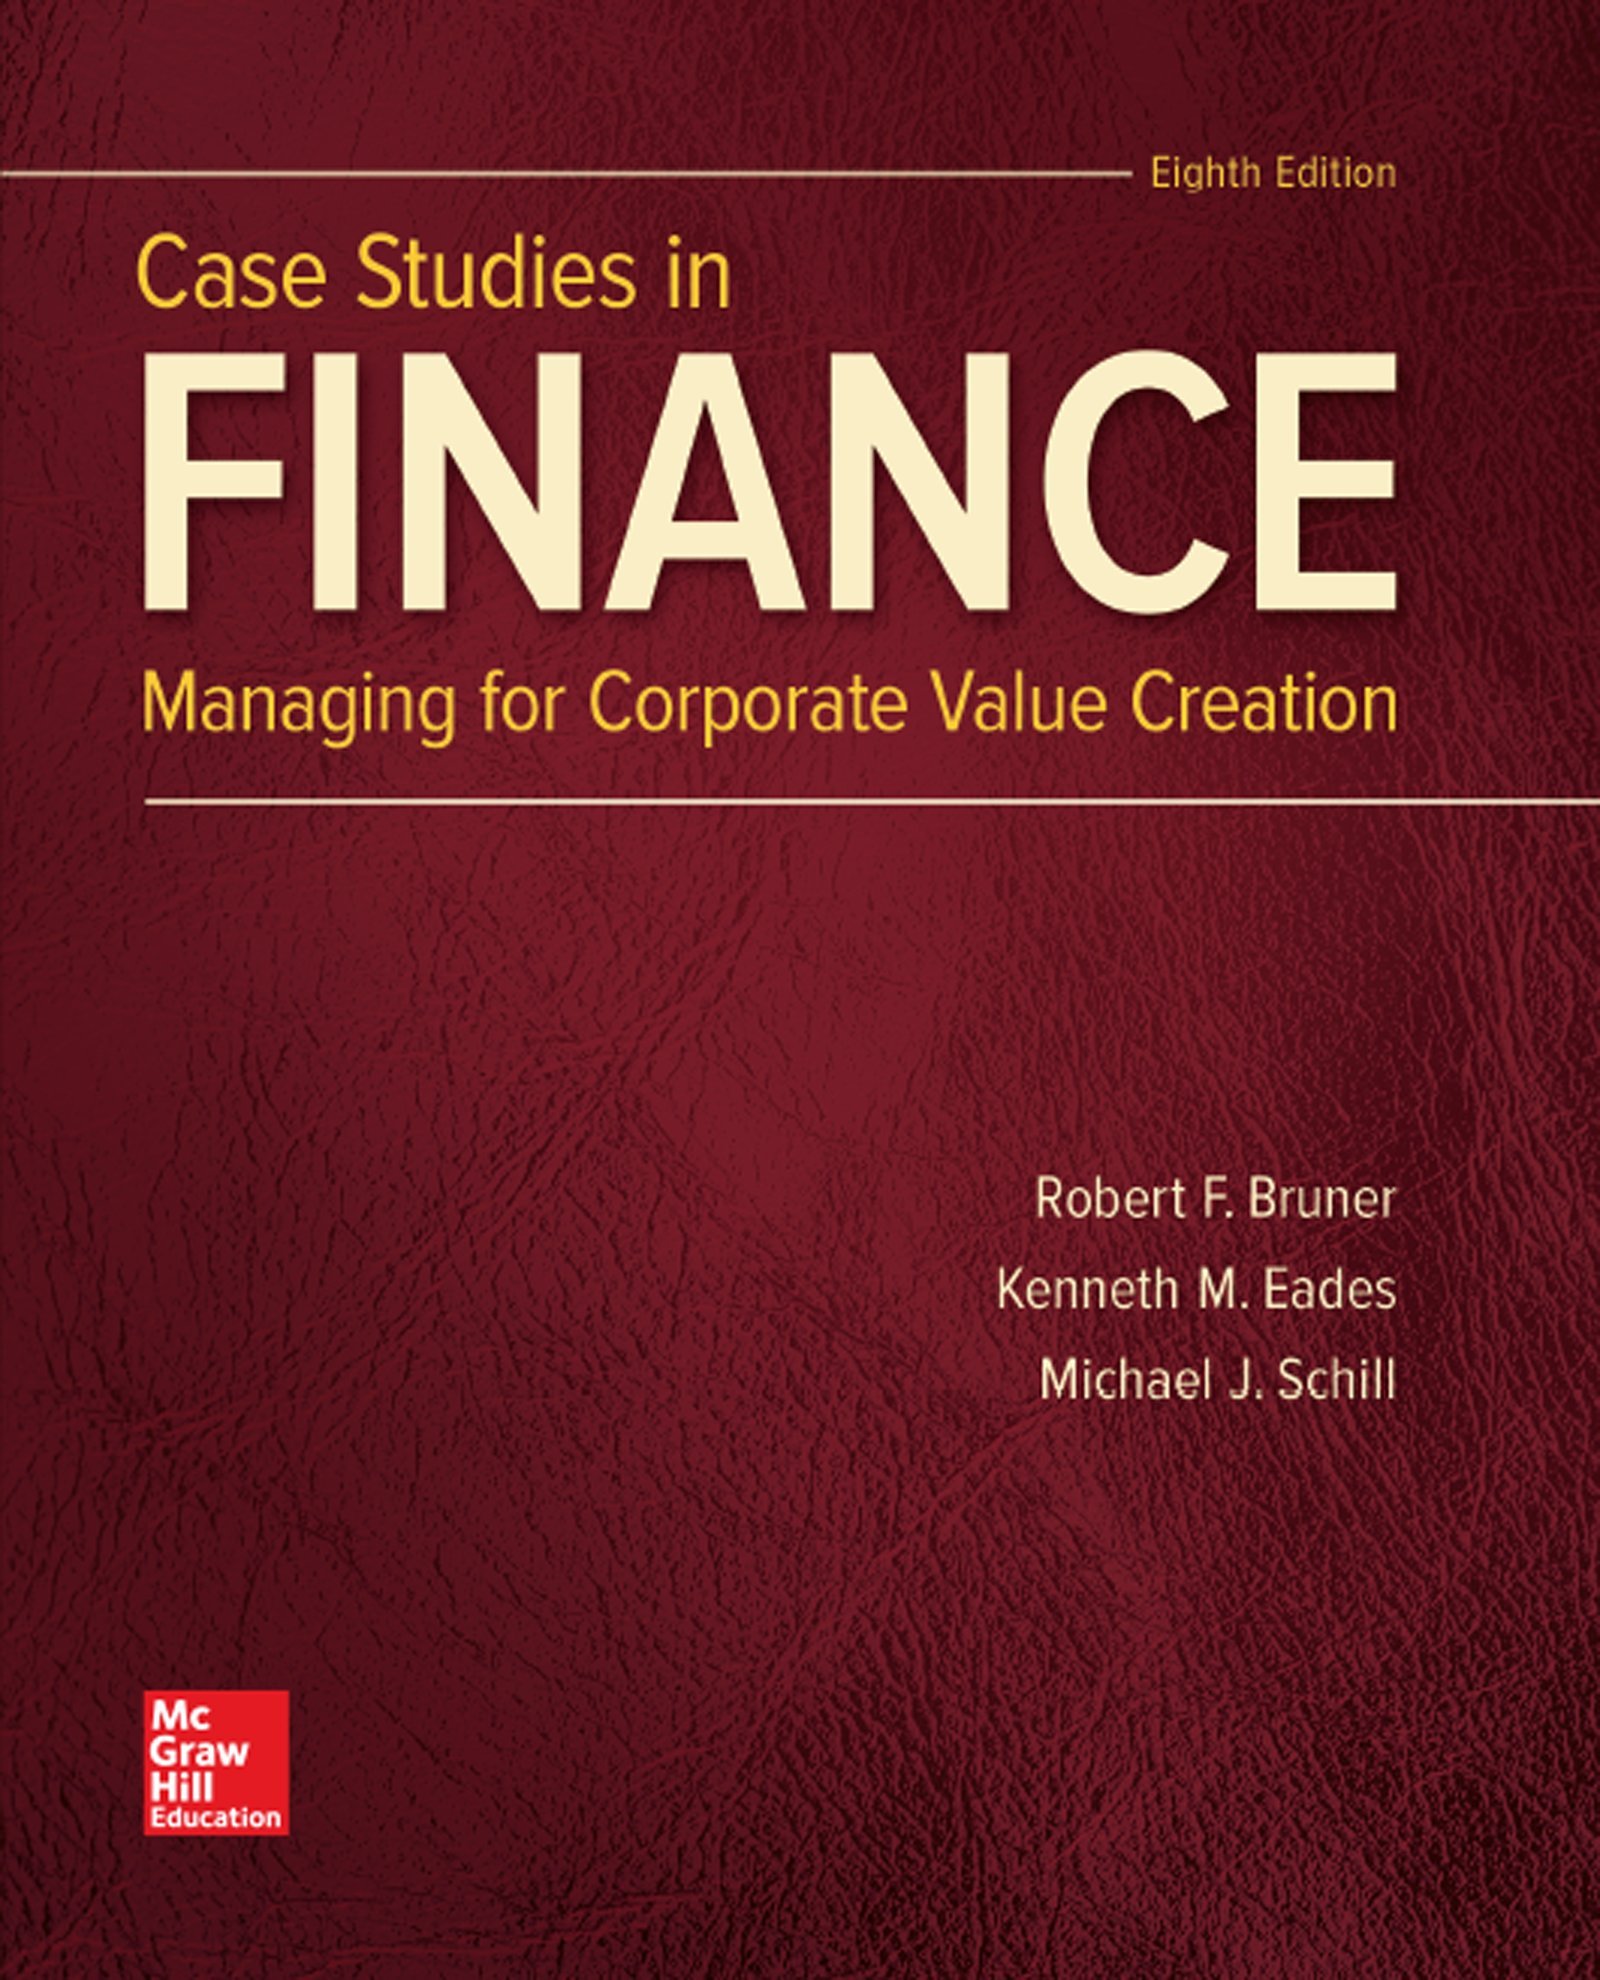 Eighth Edition
Case Studies in
FINANCE
Managing for Corporate Value Creation
Robert F. Bruner
Kenneth M. Eades
Michael J. Schill
Mc
Graw
Hill
Education